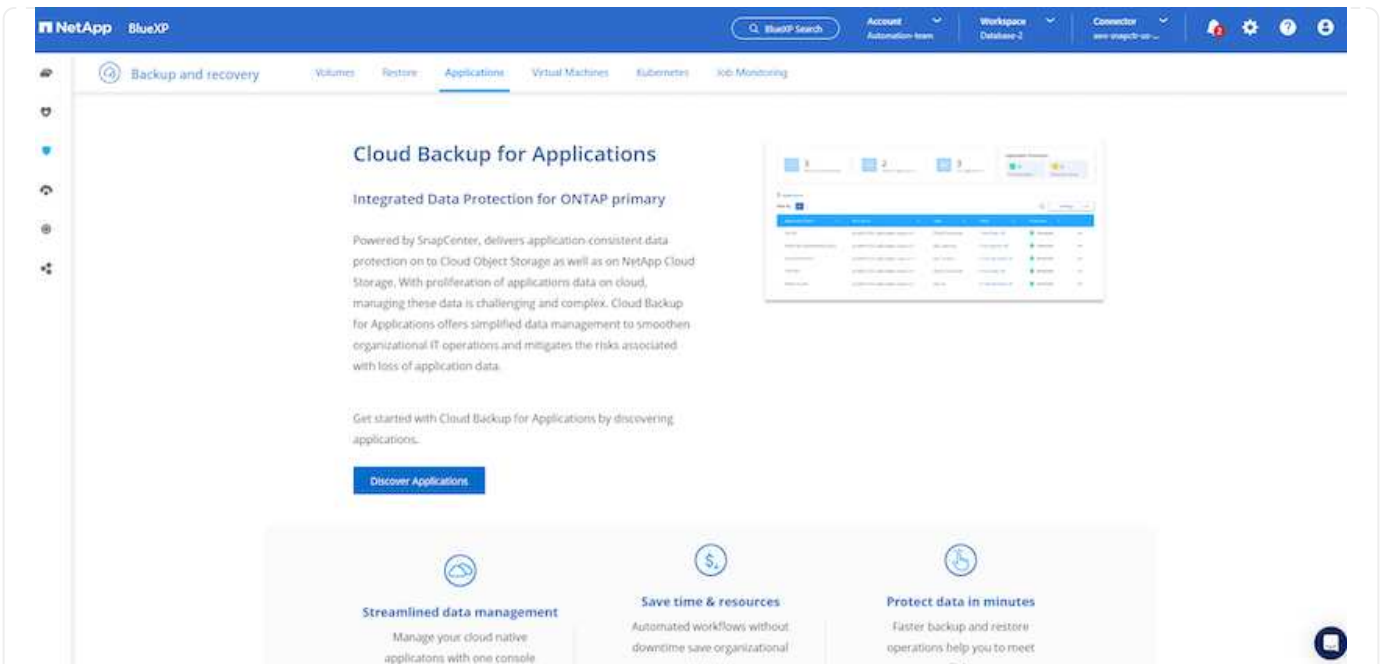 NetApp BlueXP
BlueXP Search
Account
Automation-team
Workspace
Database-2
Connector
2
Backup and recovery
Volumes Restore Applications Virtual Machines Kubernetes Job Monitoring
Cloud Backup for Applications
Integrated Data Protection for ONTAP primary
Powered by SnapCenter, delivers application consistent data
protection on to Cloud Object Storage as well as on NetApp Cloud
Storage. With proliferation of applications data on cloud,
managing these data is challenging and complex. Cloud Backup
for Applications offers simplified data management to smoothen
organizational IT operations and mitigates the risks associated
with loss of application data.
Get started with Cloud Backup for Applications by discovering
applications.
Discover Applications
3
2
3
Streamlined data management
Manage your cloud native
applicatons with one console
Save time & resources
Automated workflows without
downtime save organizational
Protect data in minutes
Faster backup and restore
operations help you to meet